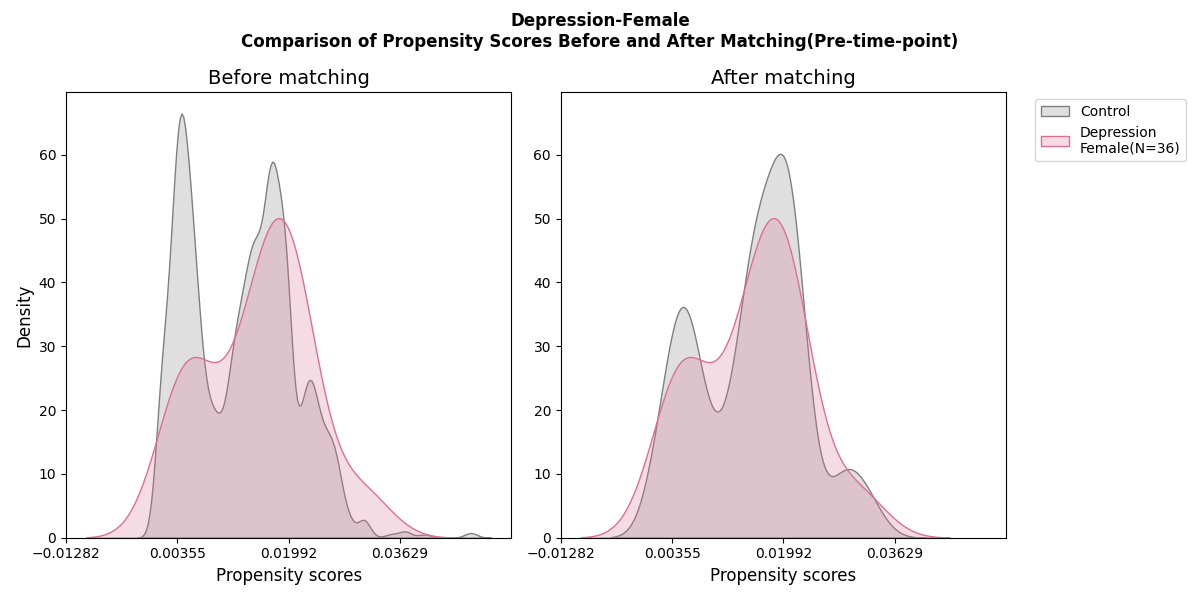 Depression-Female
Comparison of Propensity Scores Before and After Matching(Pre-time-point)
Before matching
After matching
Control
Depression
Female(N=36)
Density
60
50
40
30
20
10
0
−0.01282
0.00355
0.01992
0.03629
Propensity scores
60
50
40
30
20
10
0
−0.01282
0.00355
0.01992
0.03629
Propensity scores